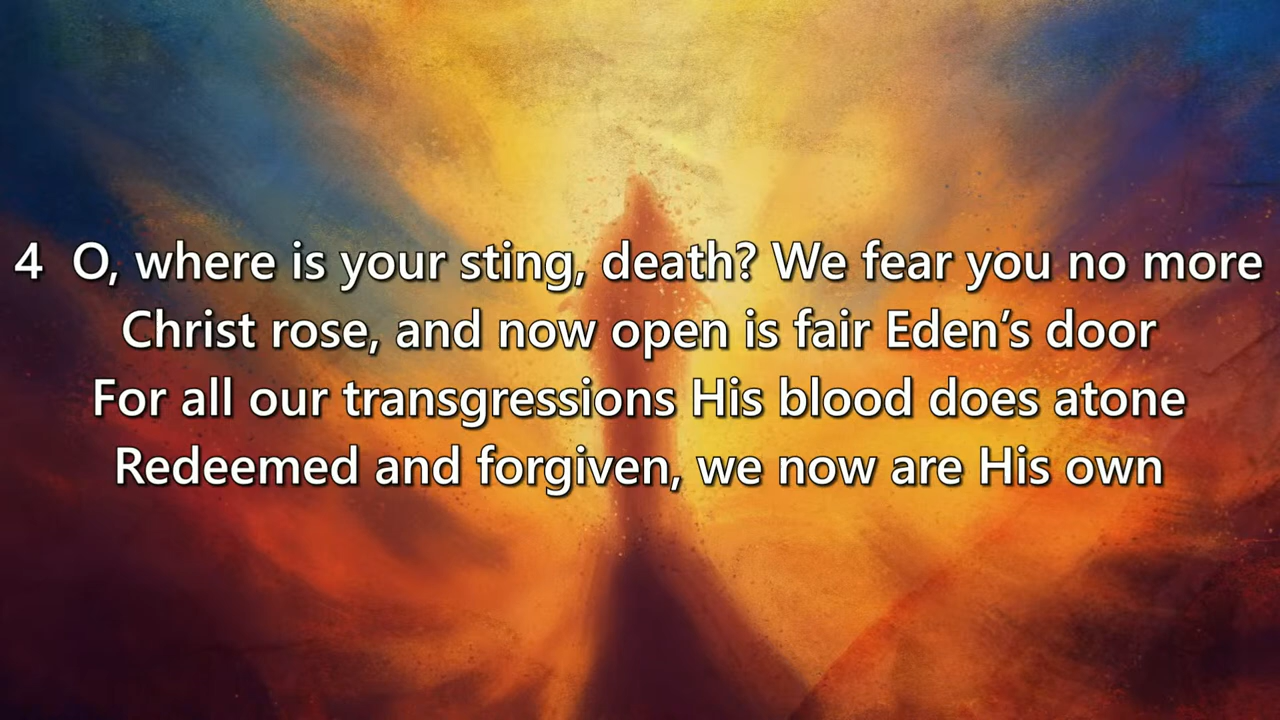 4 O, where is your sting, death? We fear you no more
Christ rose, and now open is fair Eden’s door
For all our transgressions His blood does atone
Redeemed and forgiven, we now are His own